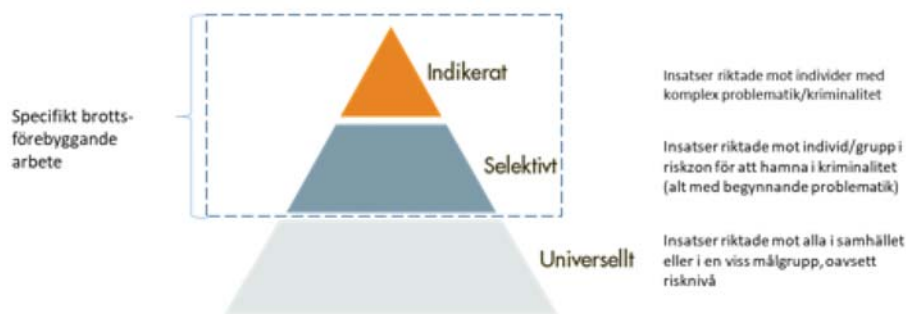 Specifikt brotts-
förebyggande
arbete
Indikerat
Insatser riktade mot individer med
komplex problematik/kriminalitet
Selektivt
Insatser riktade mot individ/grupp i
riskzon för att hamna i kriminalitet
(alt med begynnande problematik)
Universellt
Insatser riktade mot alla i samhället
eller i en viss målgrupp, oavsett
risknivå